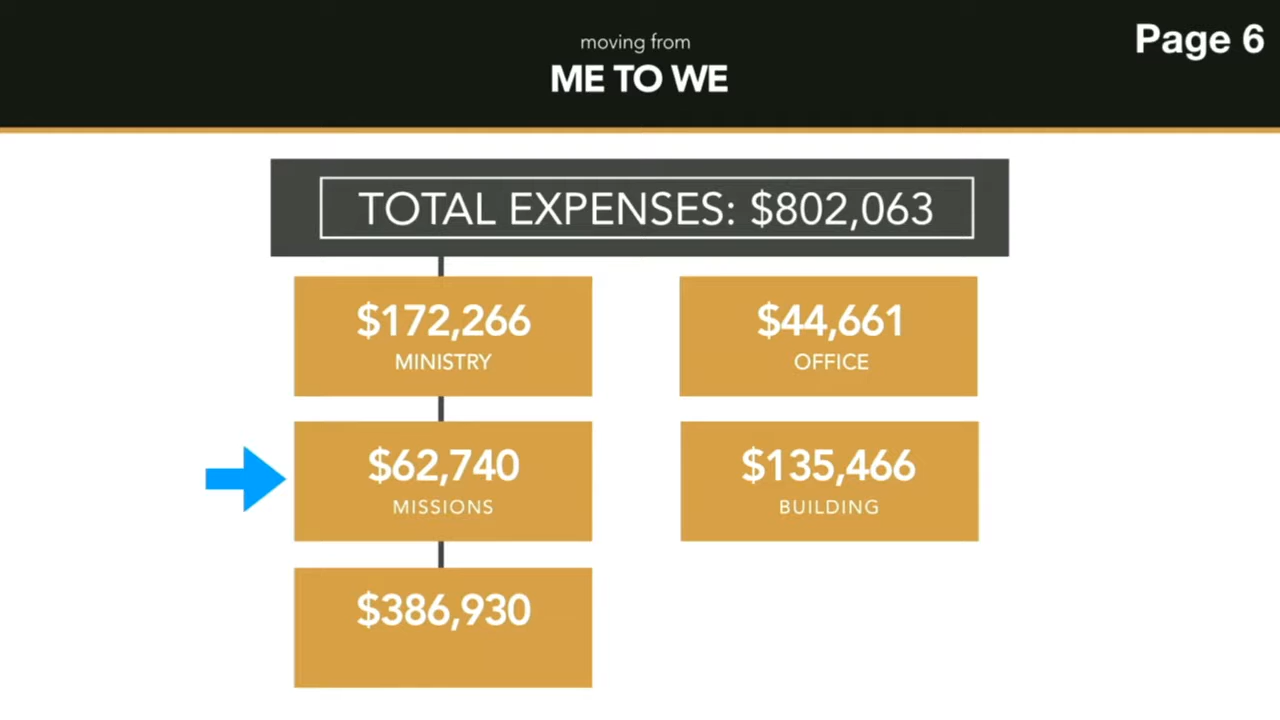 moving from
ME TO WE
Page 6
TOTAL EXPENSES: $802,063
$172,266
MINISTRY
$44,661
OFFICE
$62,740
MISSIONS
$135,466
BUILDING
$386,930